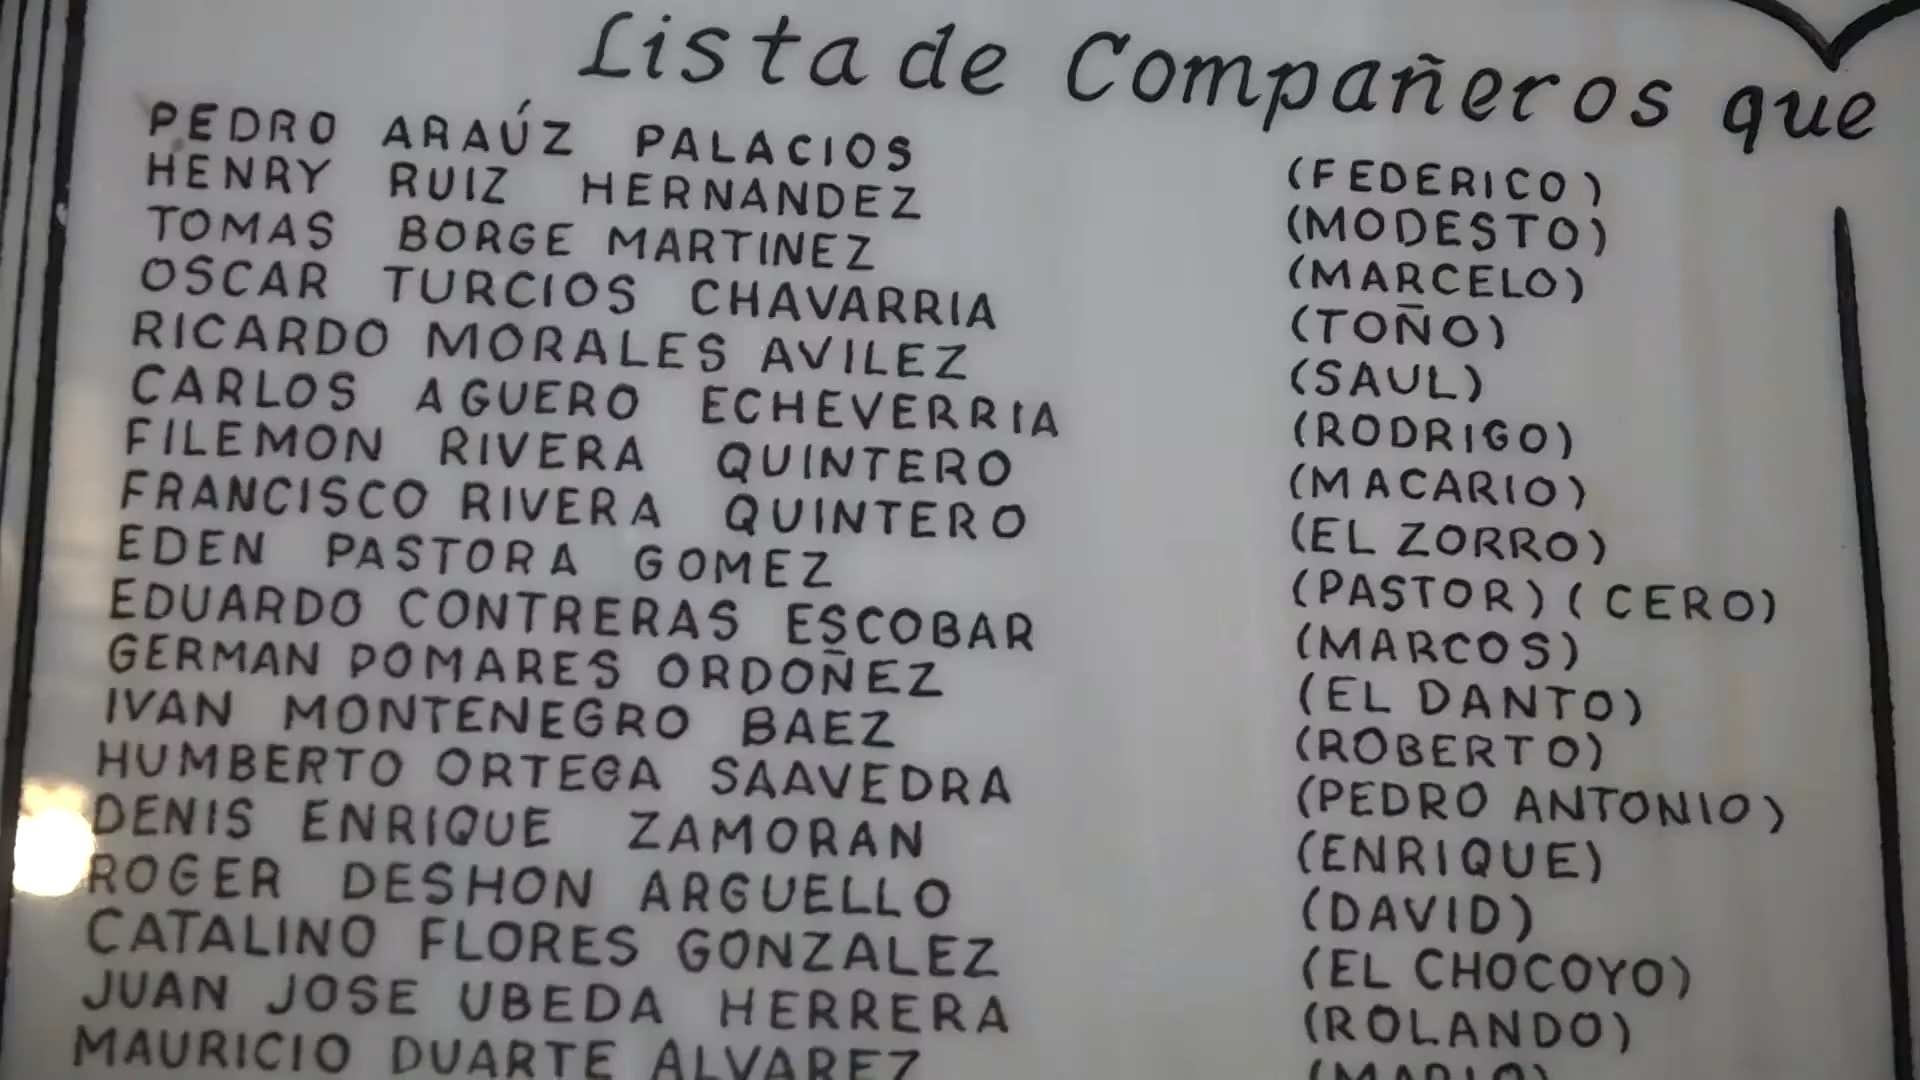 Lista de Compañeros que
PEDRO ARAÚZ PALACIOS (FEDERICO)
HENRY RUIZ HERNANDEZ (MODESTO)
TOMAS BORGE MARTINEZ (MARCELO)
OSCAR TURCIOS CHAVARRIA (TOÑO)
RICARDO MORALES AVILEZ (SAUL)
CARLOS AGUERO ECHEVERRIA (RODRIGO)
FILEMON RIVERA QUINTERO (MACARIO)
FRANCISCO RIVERA QUINTERO (EL ZORRO)
EDEN PASTORA GOMEZ (PASTOR) (CERO)
EDUARDO CONTRERAS ESCOBAR (MARCOS)
GERMAN POMARES ORDOÑEZ (EL DANTO)
IVAN MONTENEGRO BAEZ (ROBERTO)
HUMBERTO ORTEGA SAAVEDRA (PEDRO ANTONIO)
DENIS ENRIQUE ZAMORAN (ENRIQUE)
ROGER DESHON ARGUELLO (DAVID)
CATALINO FLORES GONZALEZ (EL CHOCOYO)
JUAN JOSE UBEDA HERRERA (ROLANDO)
MAURICIO DUARTE ALVAREZ (MARIO)